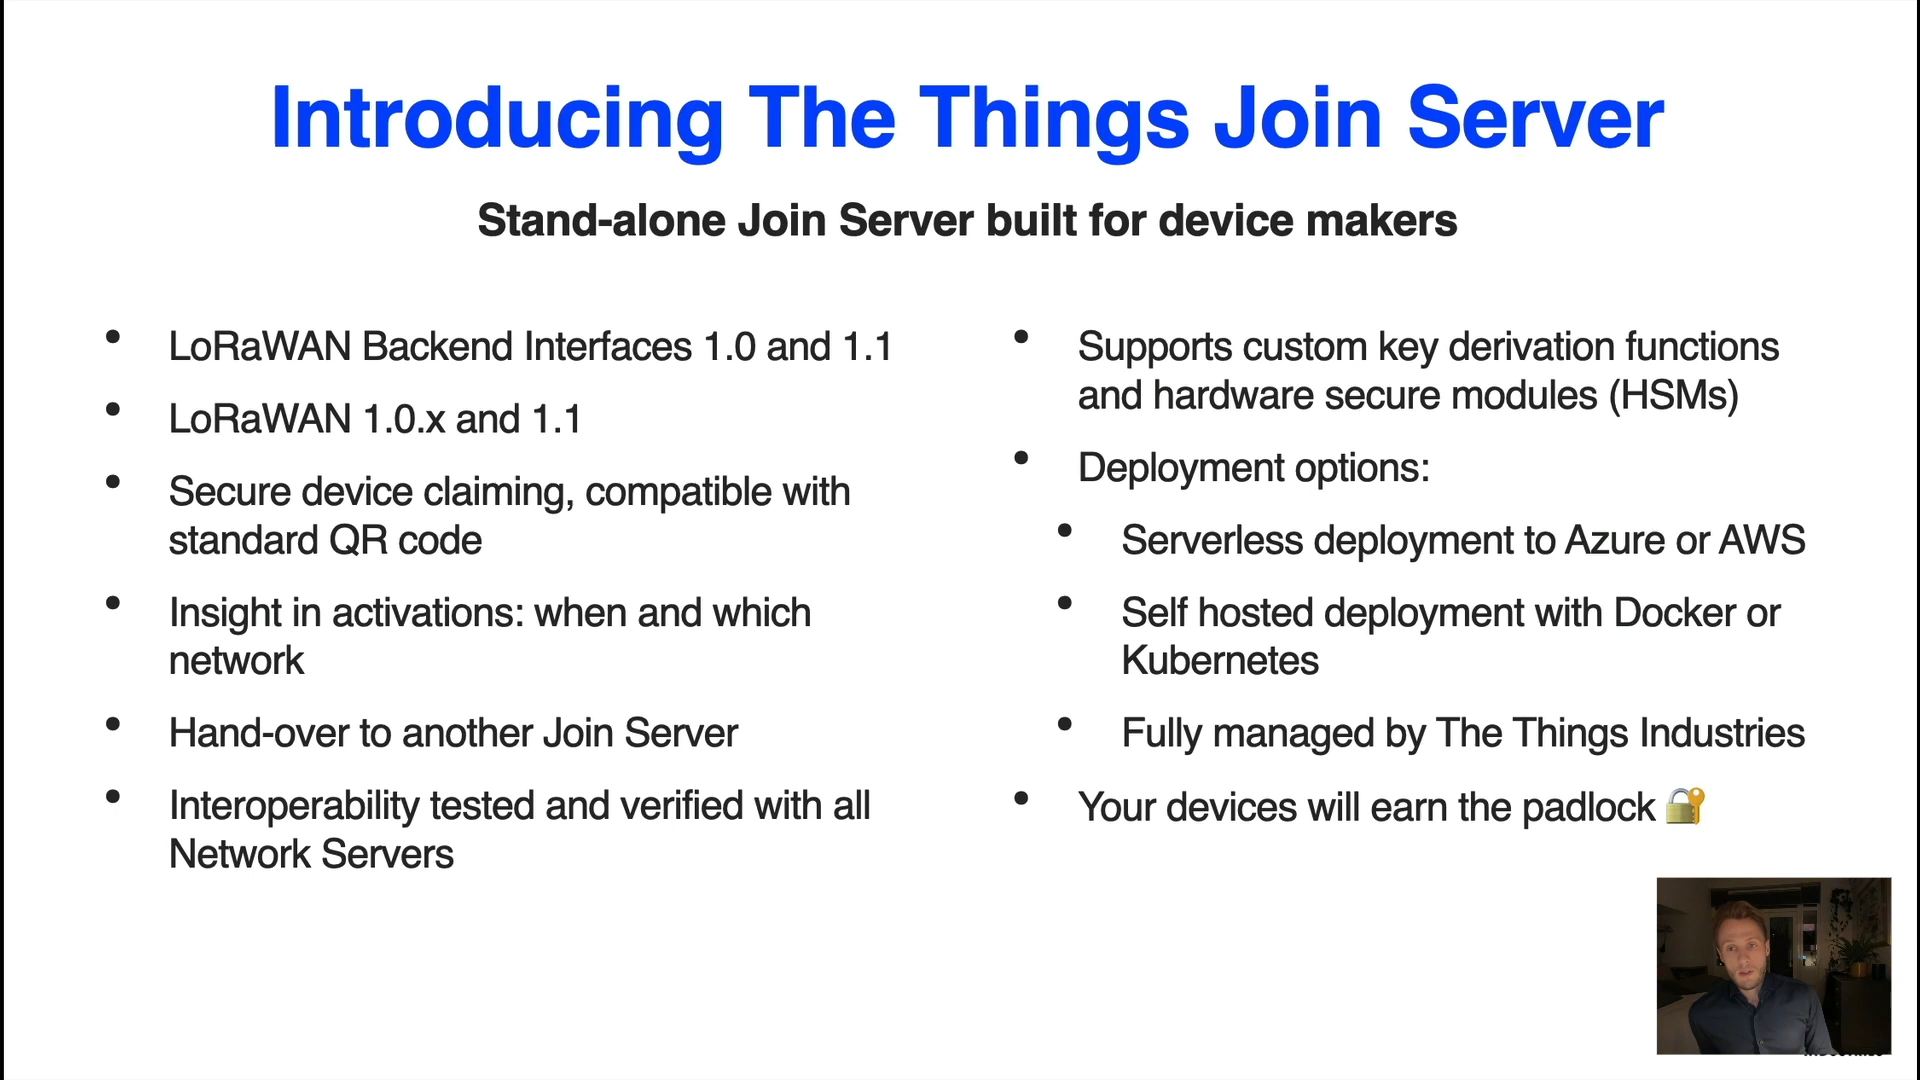 Introducing The Things Join Server
Stand-alone Join Server built for device makers
• LoRaWAN Backend Interfaces 1.0 and 1.1
• LoRaWAN 1.0.x and 1.1
• Secure device claiming, compatible with
standard QR code
• Insight in activations: when and which
network
• Hand-over to another Join Server
• Interoperability tested and verified with all
Network Servers
• Supports custom key derivation functions
and hardware secure modules (HSMs)
• Deployment options:
• Serverless deployment to Azure or AWS
• Self hosted deployment with Docker or
Kubernetes
• Fully managed by The Things Industries
• Your devices will earn the padlock 🔐